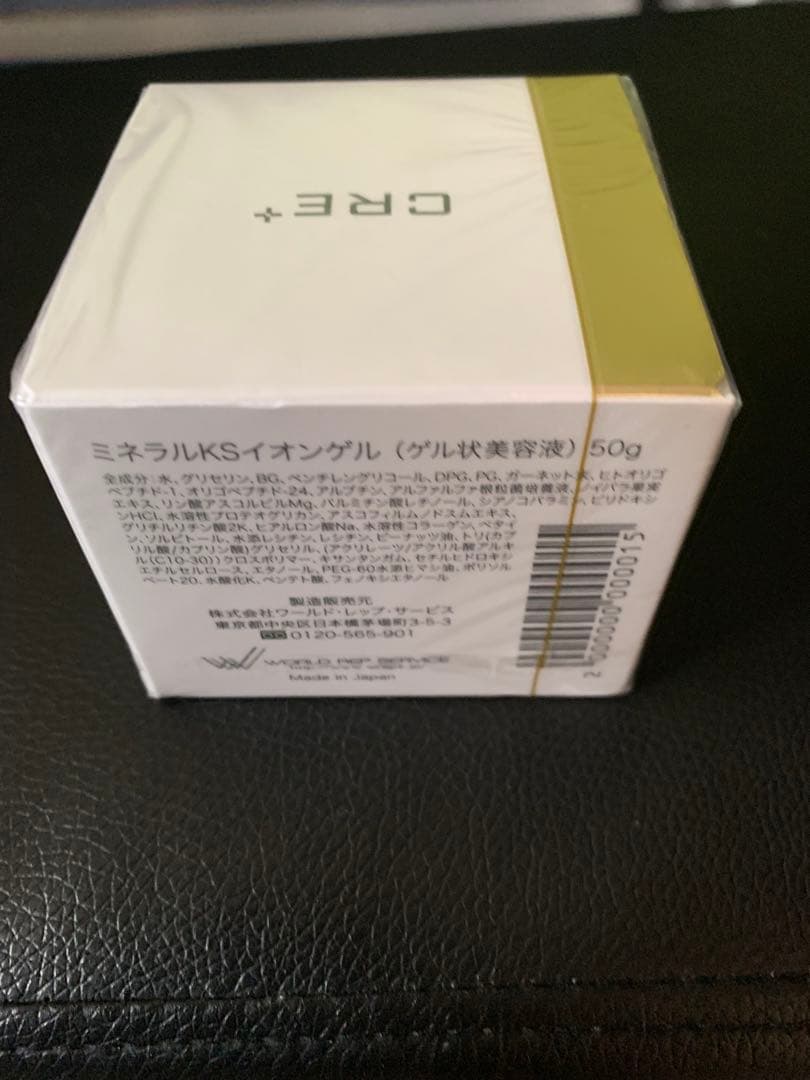 CRE+
ミネラルKSイオンゲル（ゲル状美容液）50g
全成分:水、グリセリン、BG、ペンチレングリコール、DPG、PG、ガーネット末、ヒトオリゴ
ペプチド-1、オリゴペプチド-24、アルブチン、アルファルファ根粒菌培養液、ノイバラ果実
エキス、リン酸アスコルビルMg、パルミチン酸レチノール、シアノコバラミン、ピリドキシ
ンHCl、水溶性プロテオグリカン、アスコフィルムノドスムエキス、
グリチルリチン酸2K、ヒアルロン酸Na、水溶性コラーゲン、ベタイ
ン、ソルビトール、水添レシチン、レシチン、ピーナッツ油、トリ(カプ
リル酸/カプリン酸)グリセリル、(アクリレーツ/アクリル酸アルキ
ル(C10-30))クロスポリマー、キサンタンガム、セチルヒドロキシ
エチルセルロース、エタノール、PEG-60水添ヒマシ油、ポリソル
ベート20、水酸化K、ペンテト酸、フェノキシエタノール
製造販売元
株式会社ワールド・レップ・サービス
東京都中央区日本橋茅場町3-5-3
0120-565-901
WORLD REP SERVICE
Made in Japan
2 000000 000015